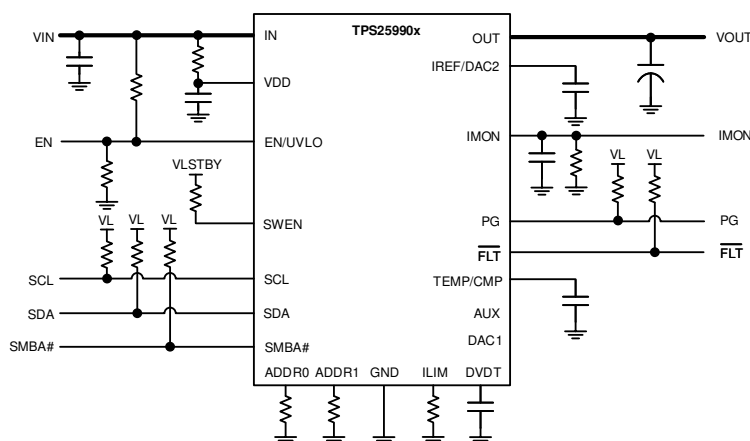 TPS25990x
VIN
IN
OUT
VOUT
IREF/DAC2
VDD
EN
EN/UVLO
IMON
IMON
VLSTBY
VL
VL
SWEN
PG
PG
VL
VL
VL
FLT
FLT
SCL
SCL
TEMP/CMP
SDA
SDA
AUX
DAC1
SMBA#
SMBA#
ADDR0
ADDR1
GND
ILIM
DVDT